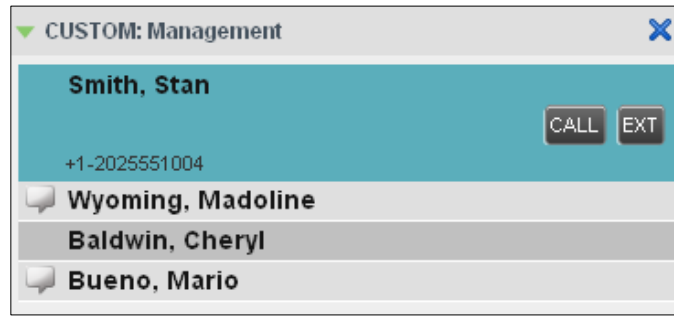 CUSTOM: Management
Smith, Stan
CALL EXT
+1-2025551004
Wyoming, Madoline
Baldwin, Cheryl
Bueno, Mario